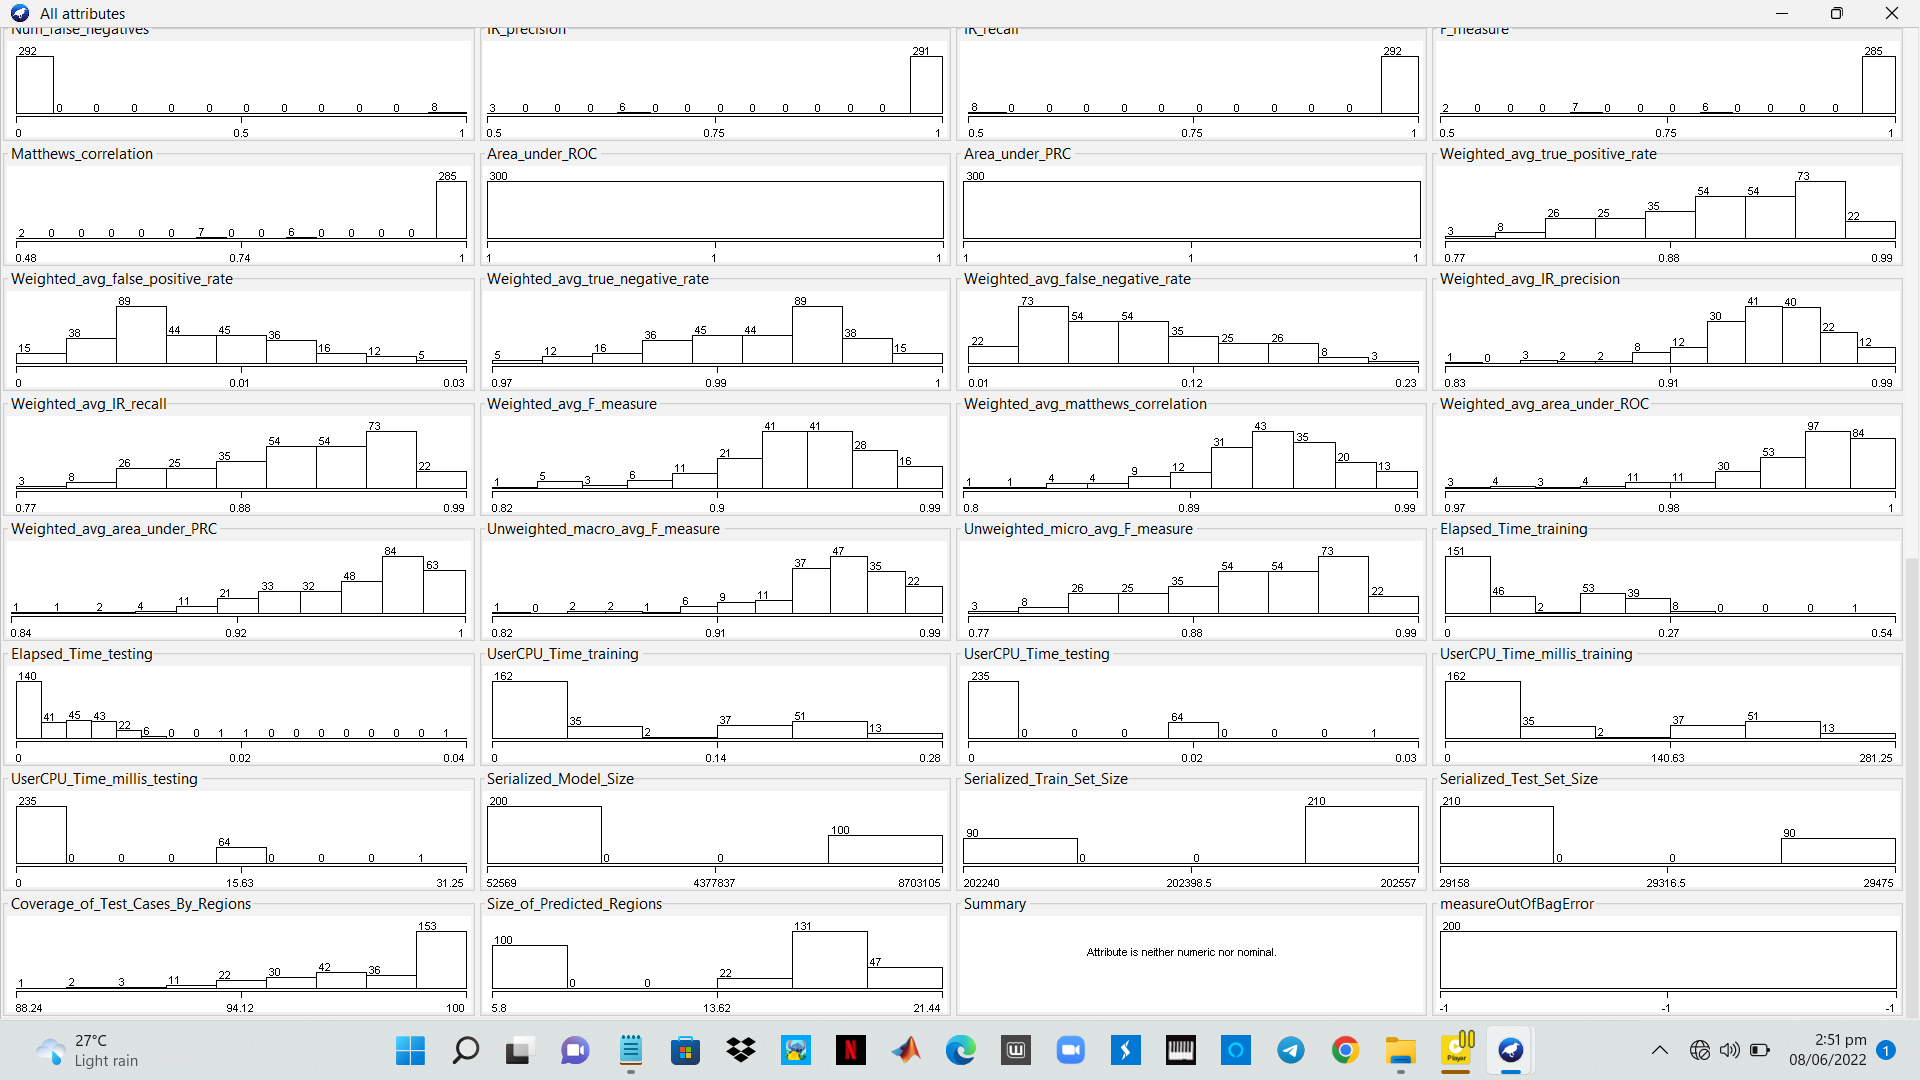 All attributes
Num_false_negatives
292 0 0 0 0 0 0 0 0 0 0 8
0 0.5 1
IR_precision
3 0 0 0 6 0 0 0 0 0 0 0 0 291
0.5 0.75 1
IR_recall
8 0 0 0 0 0 0 0 0 0 0 292
0.5 0.75 1
F_measure
2 0 0 0 7 0 0 0 6 0 0 0 0 285
0.5 0.75 1
Matthews_correlation
2 0 0 0 0 0 7 0 0 6 0 0 0 0 285
0.48 0.74 1
Area_under_ROC
300
1 1 1
Area_under_PRC
300
1 1 1
Weighted_avg_true_positive_rate
3 8 26 25 35 54 54 73 22
0.77 0.88 0.99
Weighted_avg_false_positive_rate
15 38 89 44 45 36 16 12 5
0 0.01 0.03
Weighted_avg_true_negative_rate
5 12 16 36 45 44 89 38 15
0.97 0.99 1
Weighted_avg_false_negative_rate
22 73 54 54 35 25 26 8 3
0.01 0.12 0.23
Weighted_avg_IR_precision
1 0 3 2 2 8 12 30 41 40 22 12
0.83 0.91 0.99
Weighted_avg_IR_recall
3 8 26 25 35 54 54 73 22
0.77 0.88 0.99
Weighted_avg_F_measure
1 5 3 6 11 21 41 41 28 16
0.82 0.9 0.99
Weighted_avg_matthews_correlation
1 1 4 4 9 12 31 43 35 20 13
0.8 0.89 0.99
Weighted_avg_area_under_ROC
3 4 3 4 11 11 30 53 97 84
0.97 0.98 1
Weighted_avg_area_under_PRC
1 1 2 4 11 21 33 32 48 84 63
0.84 0.92 1
Unweighted_macro_avg_F_measure
1 0 2 2 1 6 9 11 37 47 35 22
0.82 0.91 0.99
Unweighted_micro_avg_F_measure
3 8 26 25 35 54 54 73 22
0.77 0.88 0.99
Elapsed_Time_training
151 46 2 53 39 8 0 0 0 1
0 0.27 0.54
Elapsed_Time_testing
140 41 45 43 22 6 0 0 1 1 0 0 0 0 0 0 0 1
0 0.02 0.04
UserCPU_Time_training
162 35 2 37 51 13
0 0.14 0.28
UserCPU_Time_testing
235 0 0 0 64 0 0 0 1
0 0.02 0.03
UserCPU_Time_millis_training
162 35 2 37 51 13
0 140.63 281.25
UserCPU_Time_millis_testing
235 0 0 0 64 0 0 0 1
0 15.63 31.25
Serialized_Model_Size
200 0 0 100
52569 4377837 8703105
Serialized_Train_Set_Size
90 0 0 210
202240 202398.5 202557
Serialized_Test_Set_Size
210 0 0 90
29158 29316.5 29475
Coverage_of_Test_Cases_By_Regions
1 2 3 11 22 30 42 36 153
88.24 94.12 100
Size_of_Predicted_Regions
100 0 0 22 131 47
5.8 13.62 21.44
Summary
Attribute is neither numeric nor nominal.
measureOutOfBagError
200
-1 -1 -1
27°C
Light rain
N
W
Player
2:51 pm
08/06/2022
1